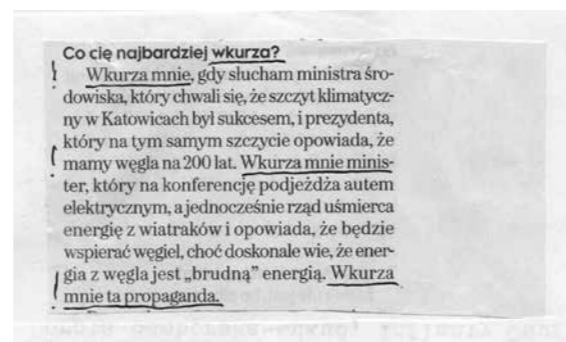 Co cię najbardziej wkurza?
Wkurza mnie, gdy słucham ministra śro-
dowiska, który chwali się, że szczyt klimatycz-
ny w Katowicach był sukcesem, i prezydenta,
który na tym samym szczycie opowiada, że
mamy węgla na 200 lat. Wkurza mnie minis-
ter, który na konferencję podjeżdża autem
elektrycznym, a jednocześnie rząd uśmierca
energię z wiatraków i opowiada, że będzie
wspierać węgiel, choć doskonale wie, że ener-
gia z węgla jest „brudną” energią. Wkurza
mnie ta propaganda.